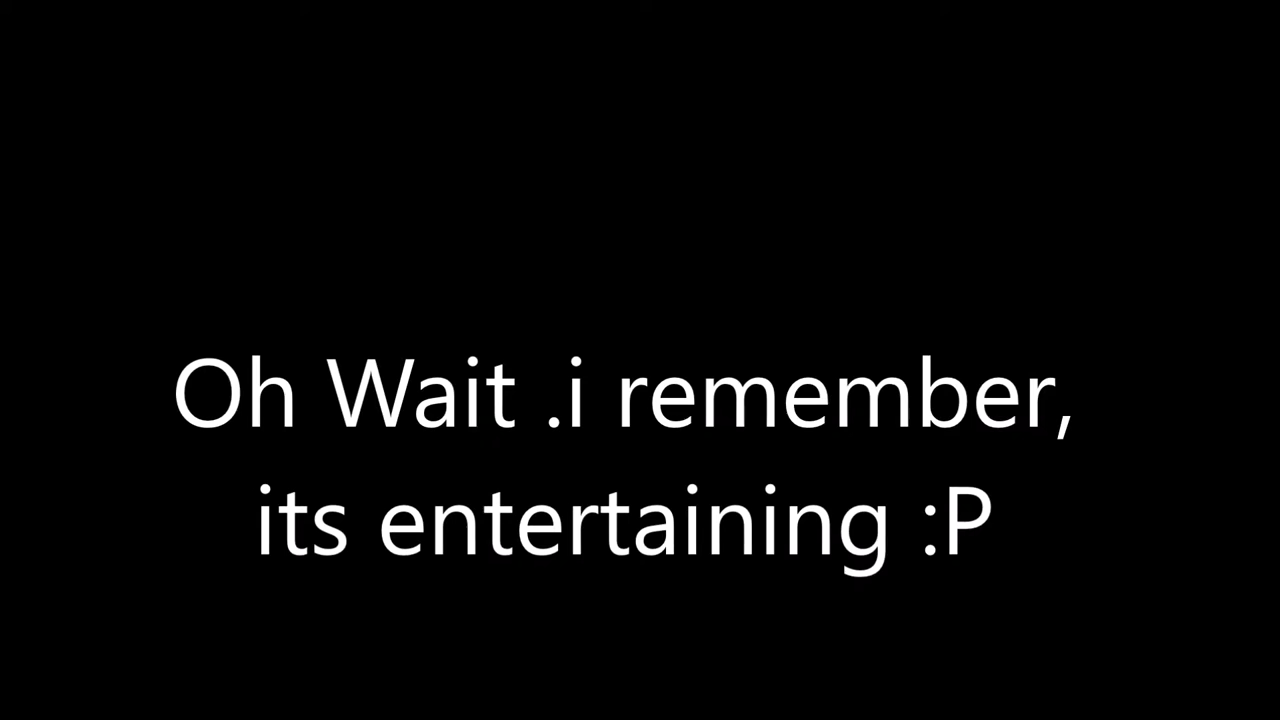 Oh Wait .i remember,
its entertaining :P